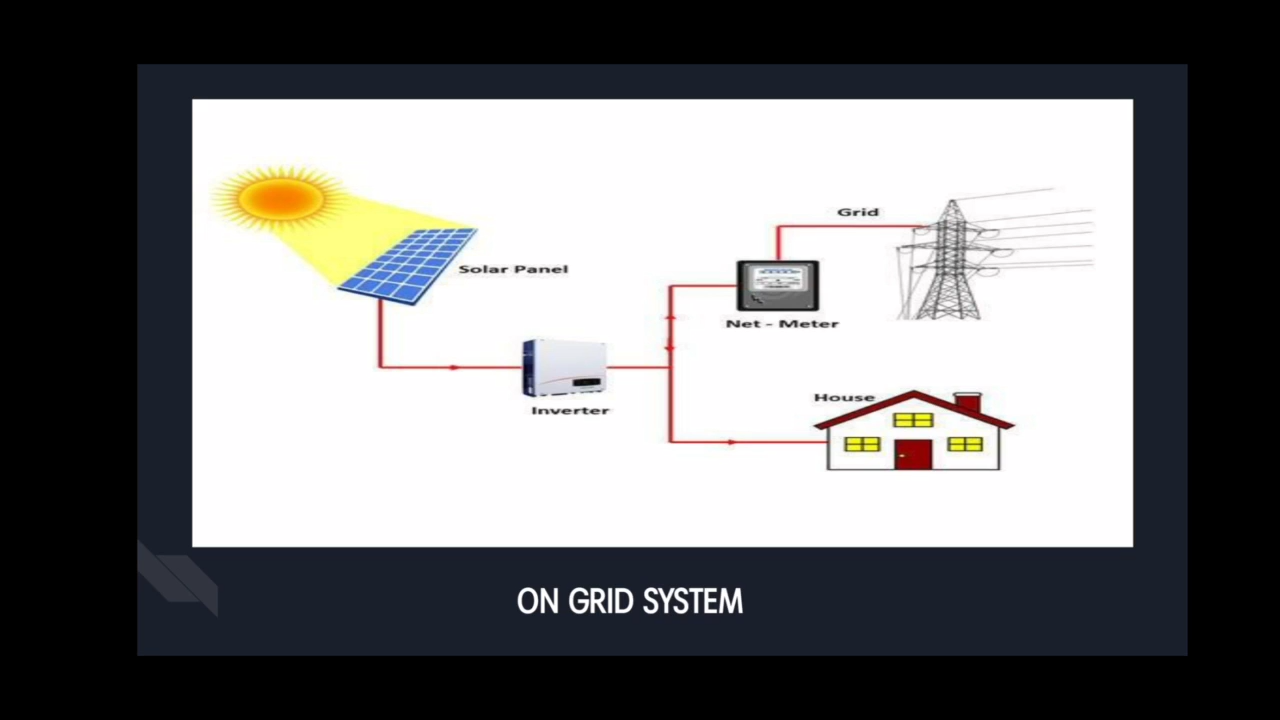 Grid
Solar Panel
Net - Meter
House
Inverter
ON GRID SYSTEM